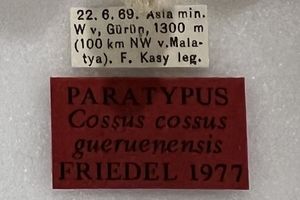 22.6.69. Asia min.
W v, Gürün, 1300 m
(100 km NW v.Mala-
tya). F. Kasy leg.
PARATYPUS
Cossus cossus
gueruenensis
FRIEDEL 1977